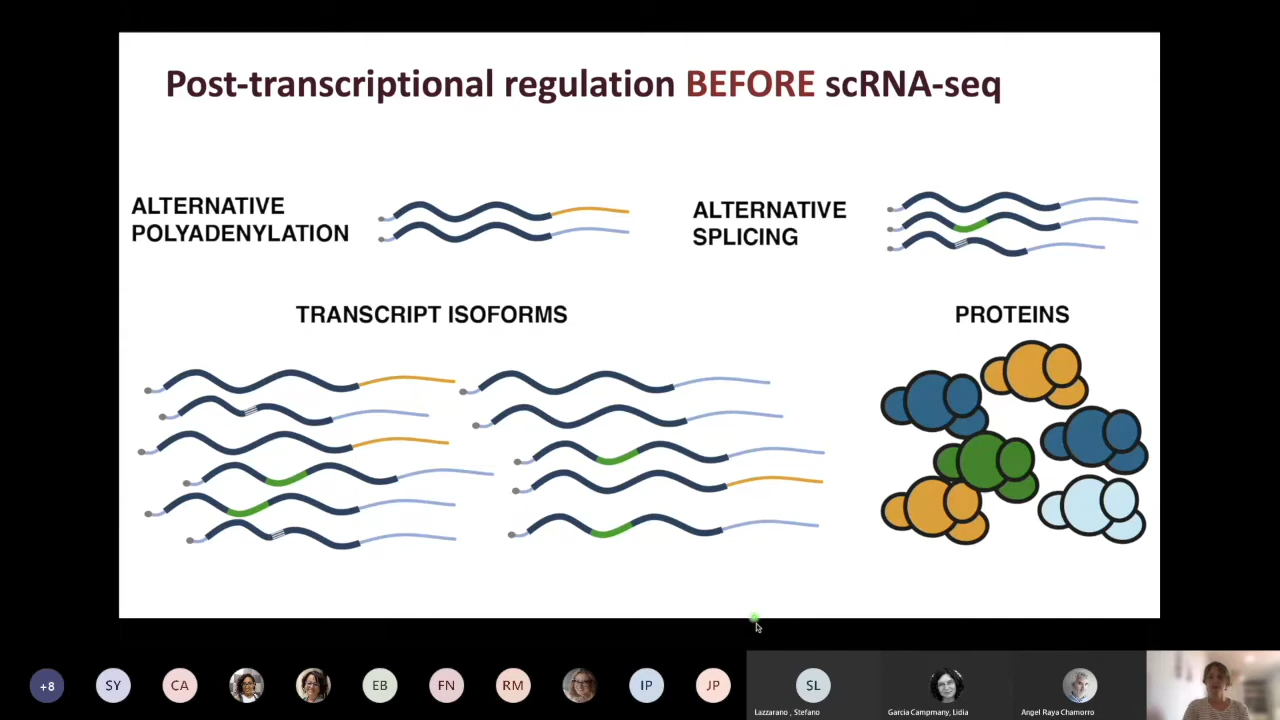 Post-transcriptional regulation BEFORE scRNA-seq
ALTERNATIVE
POLYADENYLATION
ALTERNATIVE
SPLICING
TRANSCRIPT ISOFORMS
PROTEINS
+8
SY
CA
EB
FN
RM
IP
JP
SL
Lazzarano , Stefano
Garcia Campmany, Lidia
Angel Raya Chamorro